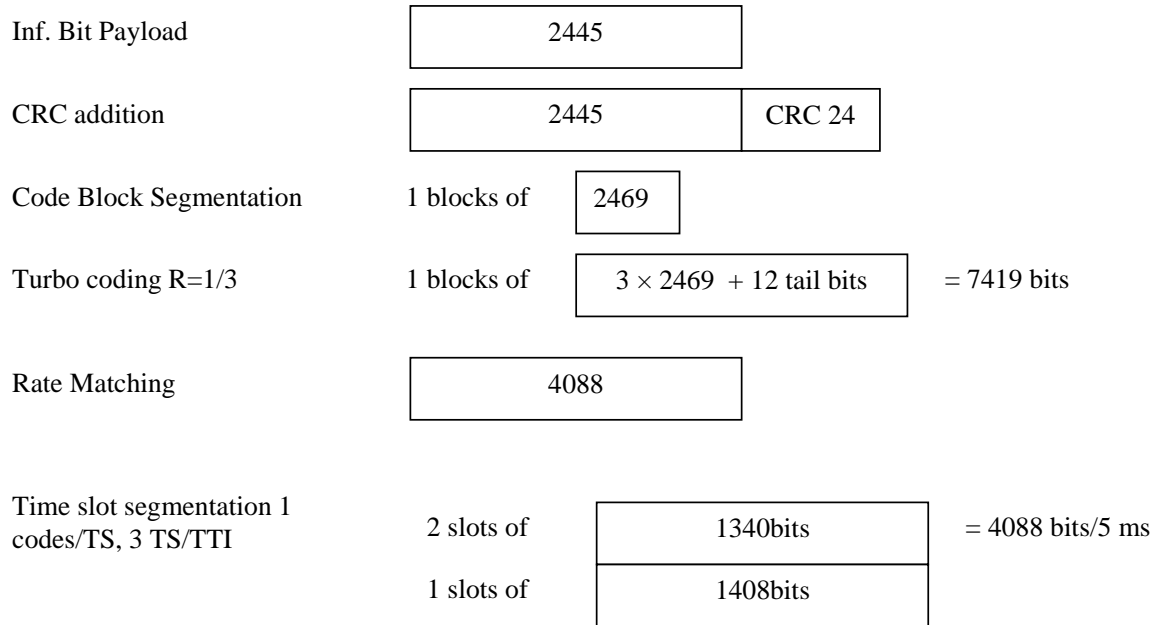 Inf. Bit Payload
2445
CRC addition
2445
CRC 24
Code Block Segmentation
1 blocks of
2469
Turbo coding R=1/3
1 blocks of
3 × 2469 + 12 tail bits
= 7419 bits
Rate Matching
4088
Time slot segmentation 1
codes/TS, 3 TS/TTI
2 slots of
1340bits
= 4088 bits/5 ms
1 slots of
1408bits